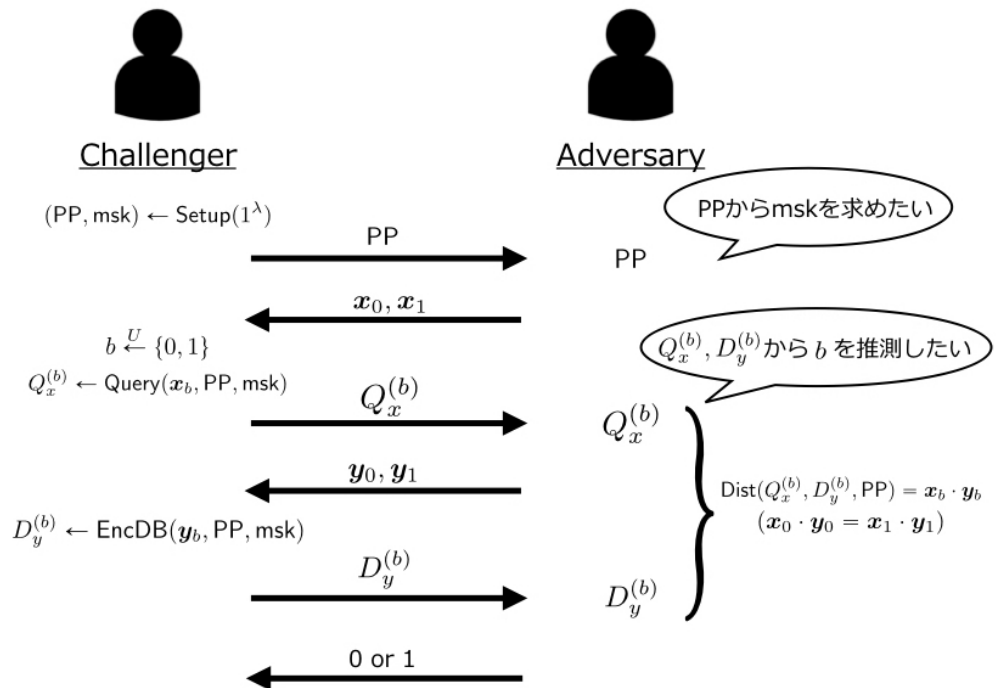 Challenger
Adversary
(PP, msk) ← Setup(1^λ)
PPからmskを求めたい
PP
PP
x_0, x_1
b ←^U {0, 1}
Q_x^(b), D_y^(b)からbを推測したい
Q_x^(b) ← Query(x_b, PP, msk)
Q_x^(b)
Q_x^(b)
y_0, y_1
Dist(Q_x^(b), D_y^(b), PP) = x_b · y_b
(x_0 · y_0 = x_1 · y_1)
D_y^(b) ← EncDB(y_b, PP, msk)
D_y^(b)
D_y^(b)
0 or 1